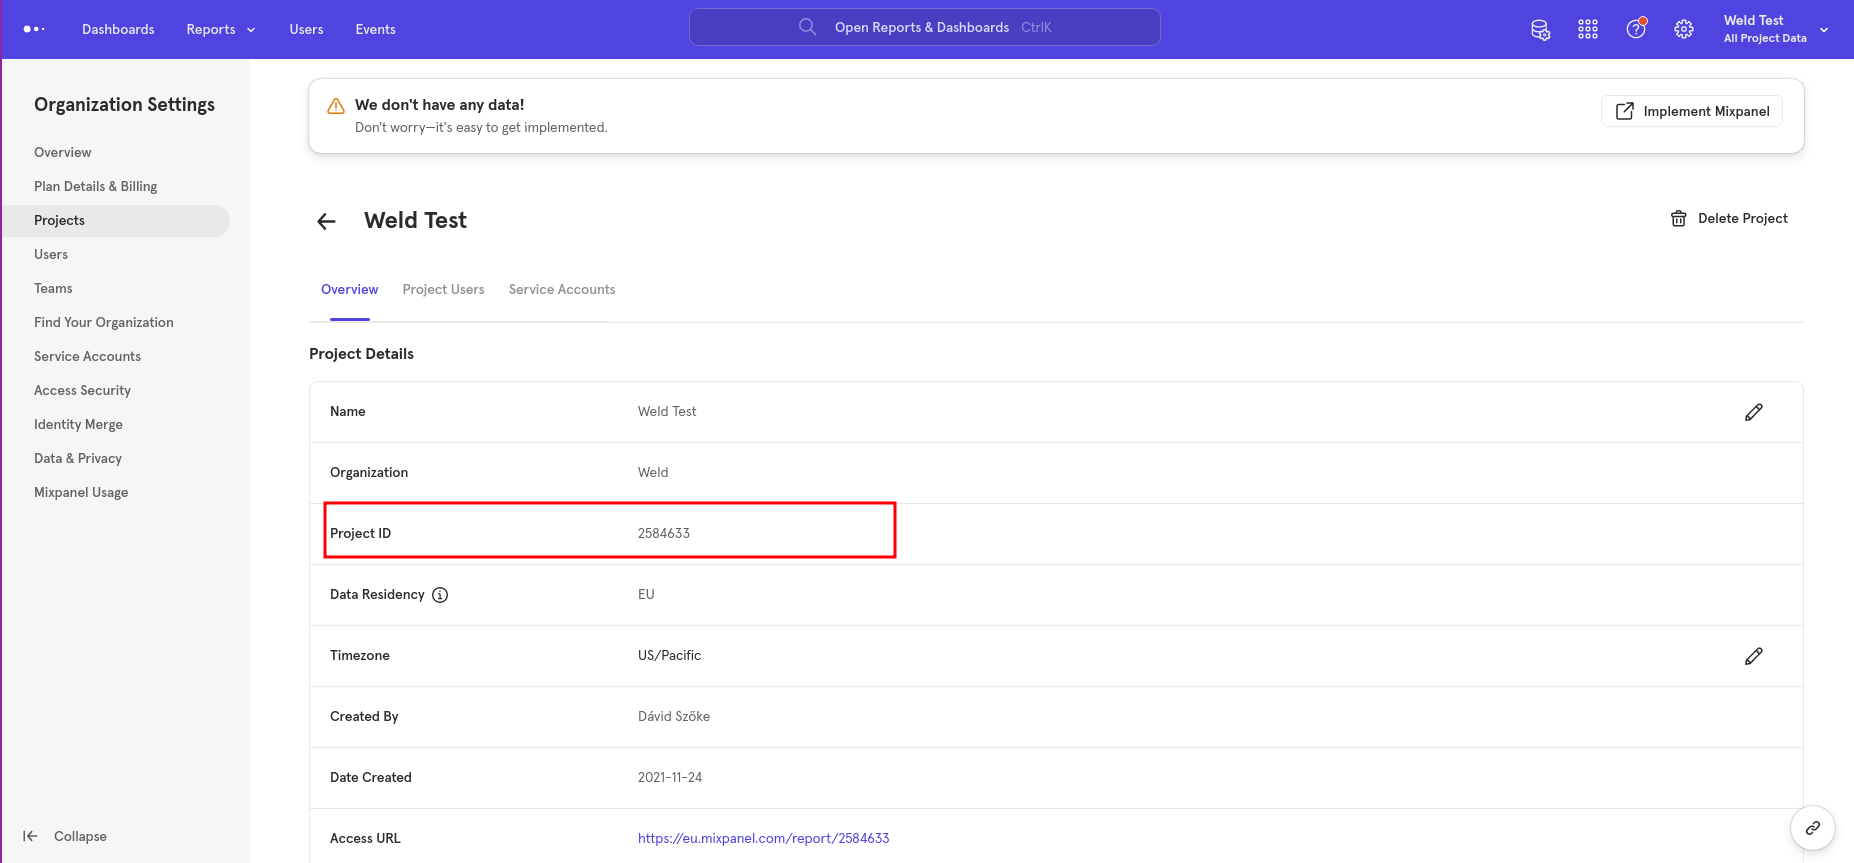 Dashboards Reports Users Events Open Reports & Dashboards CtrlK Weld Test
All Project Data
Organization Settings
Overview
Plan Details & Billing
Projects
Users
Teams
Find Your Organization
Service Accounts
Access Security
Identity Merge
Data & Privacy
Mixpanel Usage
Collapse
We don't have any data!
Don't worry—it's easy to get implemented.
Implement Mixpanel
Weld Test
Delete Project
Overview Project Users Service Accounts
Project Details
Name Weld Test
Organization Weld
Project ID 2584633
Data Residency EU
Timezone US/Pacific
Created By Dávid Szőke
Date Created 2021-11-24
Access URL https://eu.mixpanel.com/report/2584633